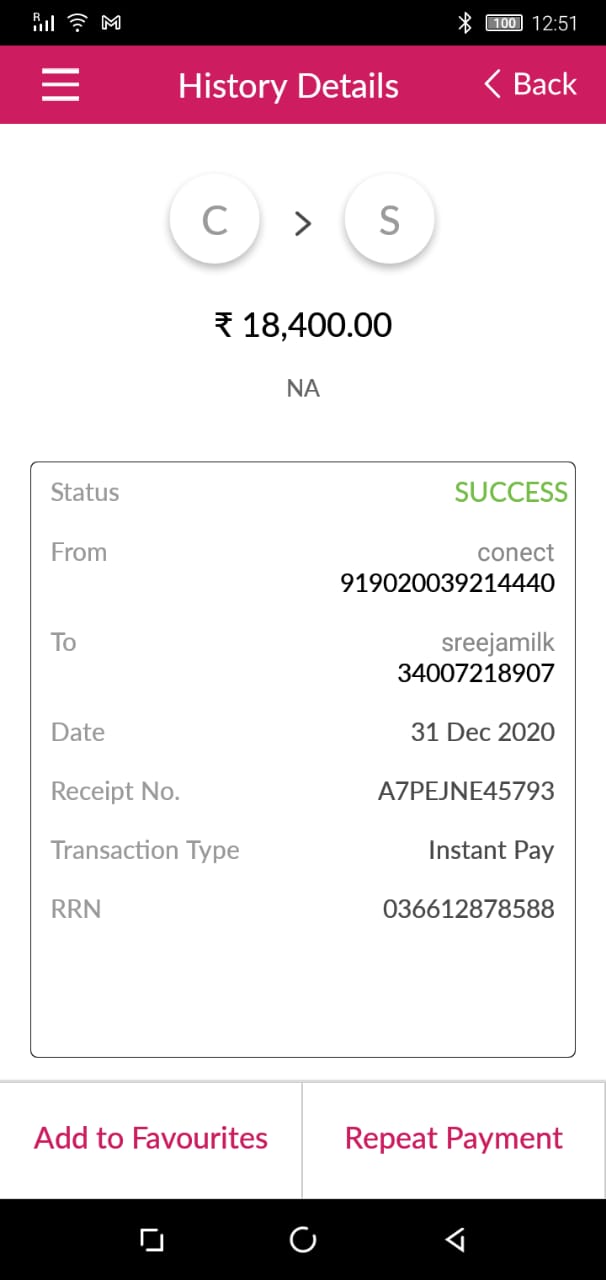 R 100 12:51
History Details < Back
C > S
₹ 18,400.00
NA
Status SUCCESS
From conect
919020039214440
To sreejamilk
34007218907
Date 31 Dec 2020
Receipt No. A7PEJNE45793
Transaction Type Instant Pay
RRN 036612878588
Add to Favourites Repeat Payment